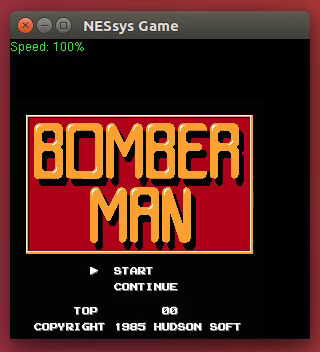 NESsys Game
Speed: 100%
BOMBER
MAN
START
CONTINUE
TOP 00
COPYRIGHT 1985 HUDSON SOFT